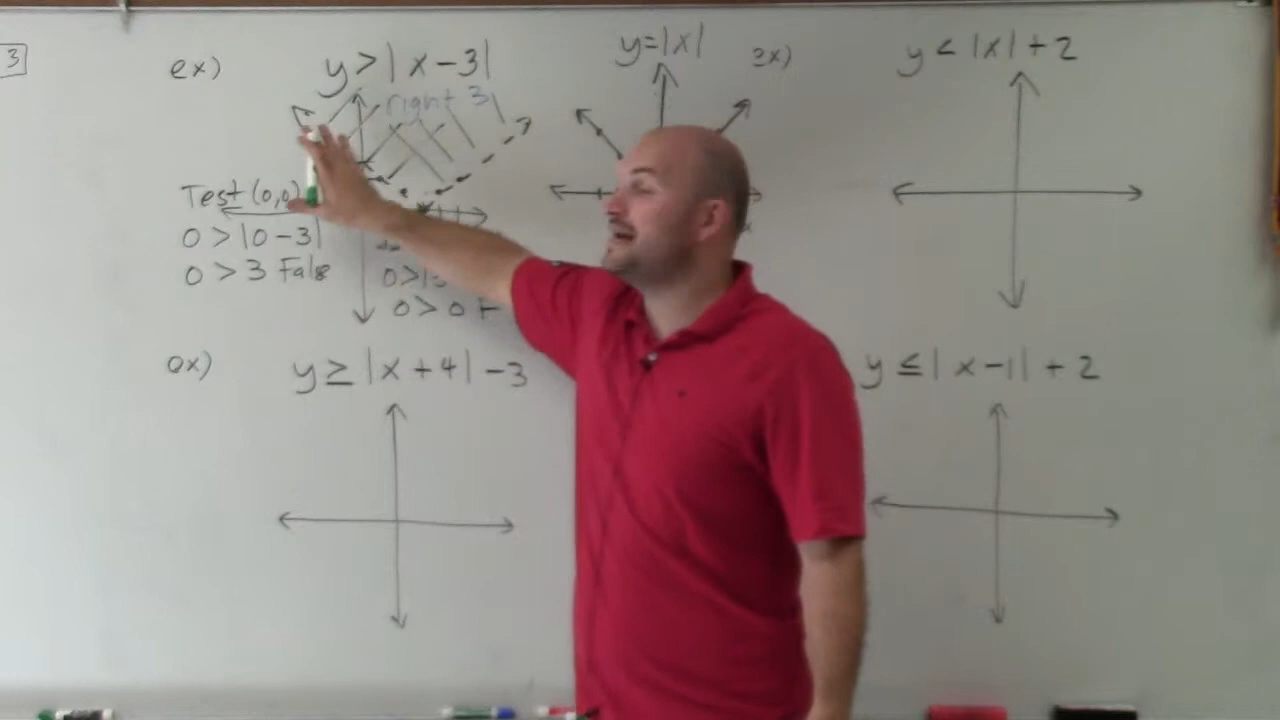 3
ex) y > |x - 3|
right 3
y = |x|
ex) y < |x| + 2
Test (0,0)
0 > |0 - 3|
0 > 3 False
0 > 0 F
ex) y ≥ |x + 4| - 3
y ≤ |x - 1| + 2